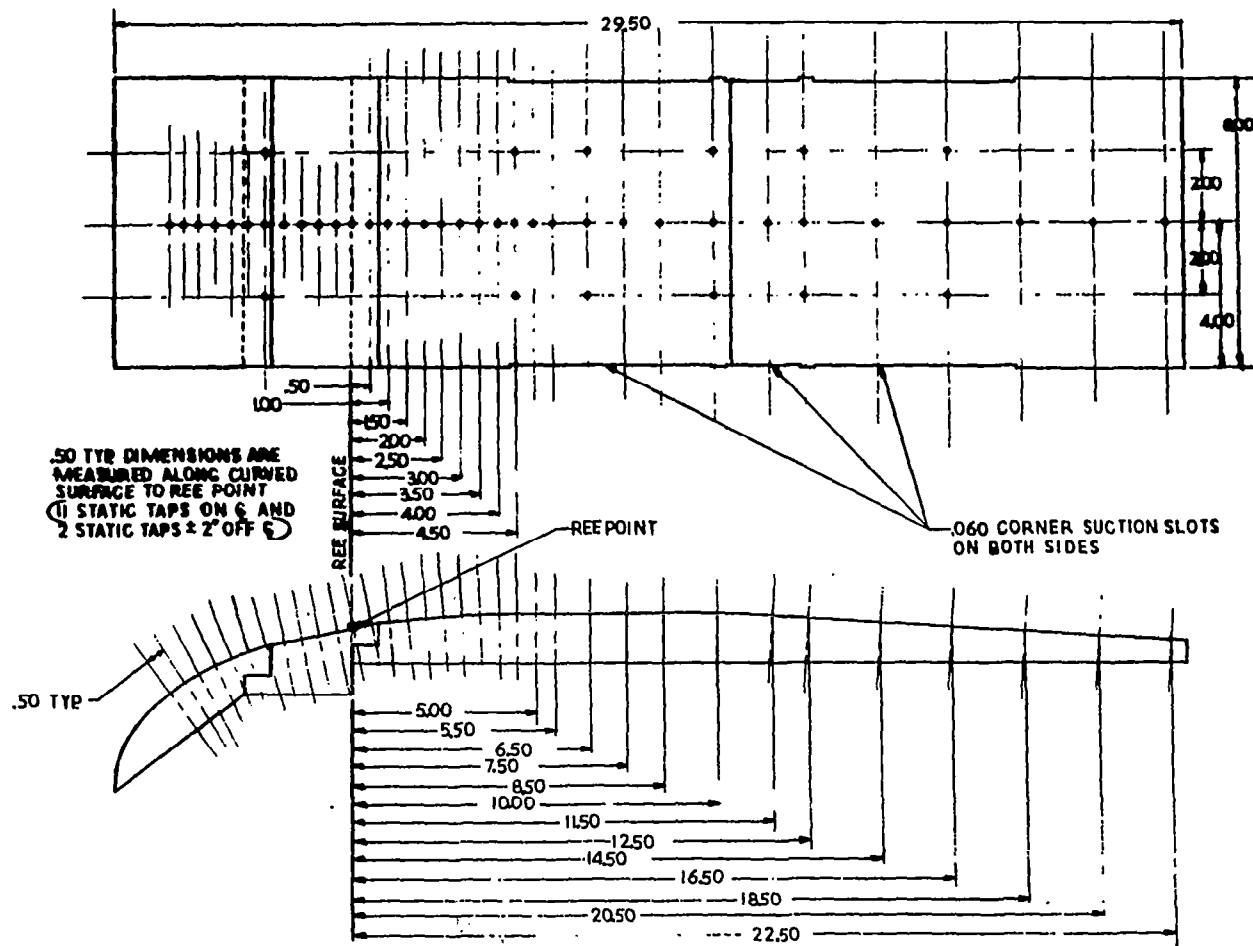 29.50
8.00
2.00
2.00
4.00
.50
1.00
1.50
2.00
2.50
3.00
3.50
4.00
4.50
.50 TYP. DIMENSIONS ARE
MEASURED ALONG CURVED
SURFACE TO REF. POINT
(11 STATIC TAPS ON ℄ AND
2 STATIC TAPS ± 2" OFF ℄)
REF. SURFACE
REF. POINT
.060 CORNER SUCTION SLOTS
ON BOTH SIDES
.50 TYP.
5.00
5.50
6.50
7.50
8.50
10.00
11.50
12.50
14.50
16.50
18.50
20.50
22.50